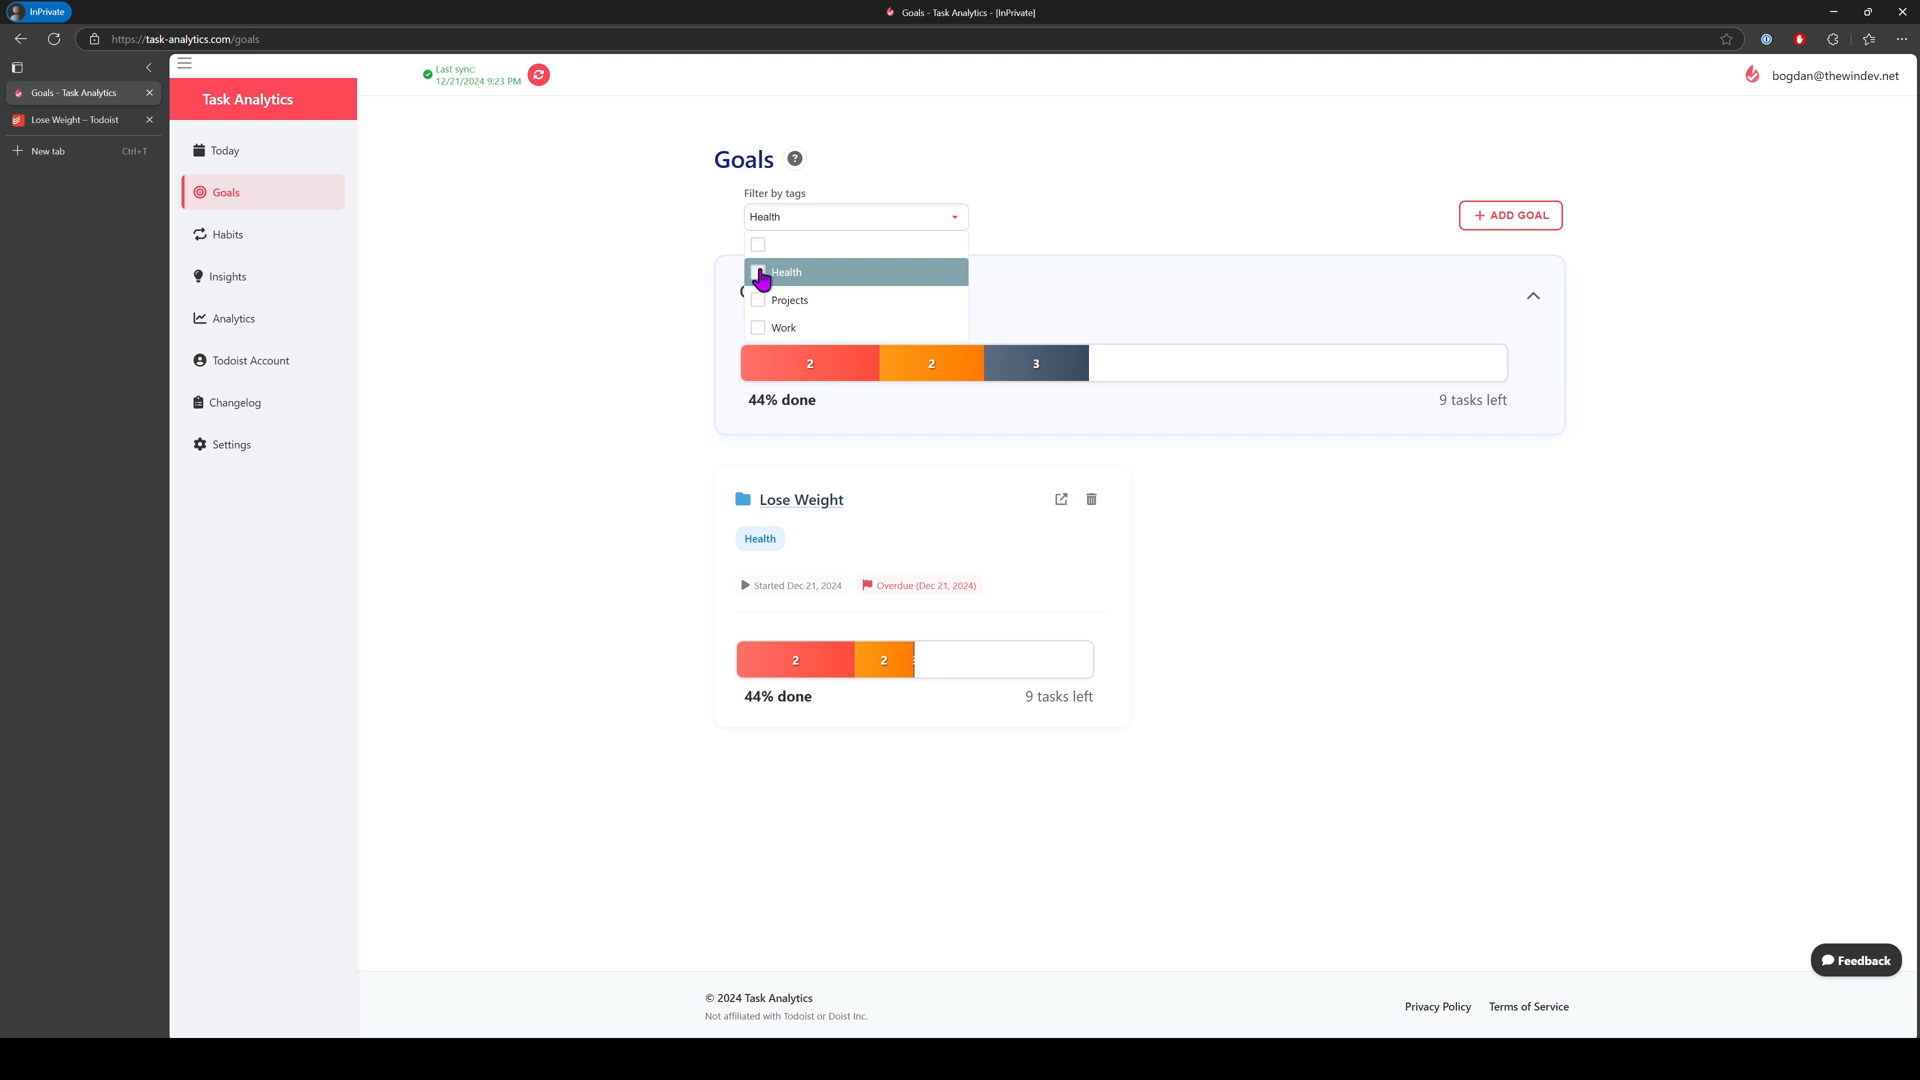 InPrivate
Goals - Task Analytics - [InPrivate]
https://task-analytics.com/goals
Goals - Task Analytics
Lose Weight – Todoist
New tab
Ctrl+T
Task Analytics
Today
Goals
Habits
Insights
Analytics
Todoist Account
Changelog
Settings
Last sync:
12/21/2024 9:23 PM
bogdan@thewindev.net
Goals ?
Filter by tags
Health
+ ADD GOAL
Health
Projects
Work
2 2 3
44% done
9 tasks left
Lose Weight
Health
Started Dec 21, 2024
Overdue (Dec 21, 2024)
2 2
44% done
9 tasks left
Feedback
© 2024 Task Analytics
Not affiliated with Todoist or Doist Inc.
Privacy Policy
Terms of Service